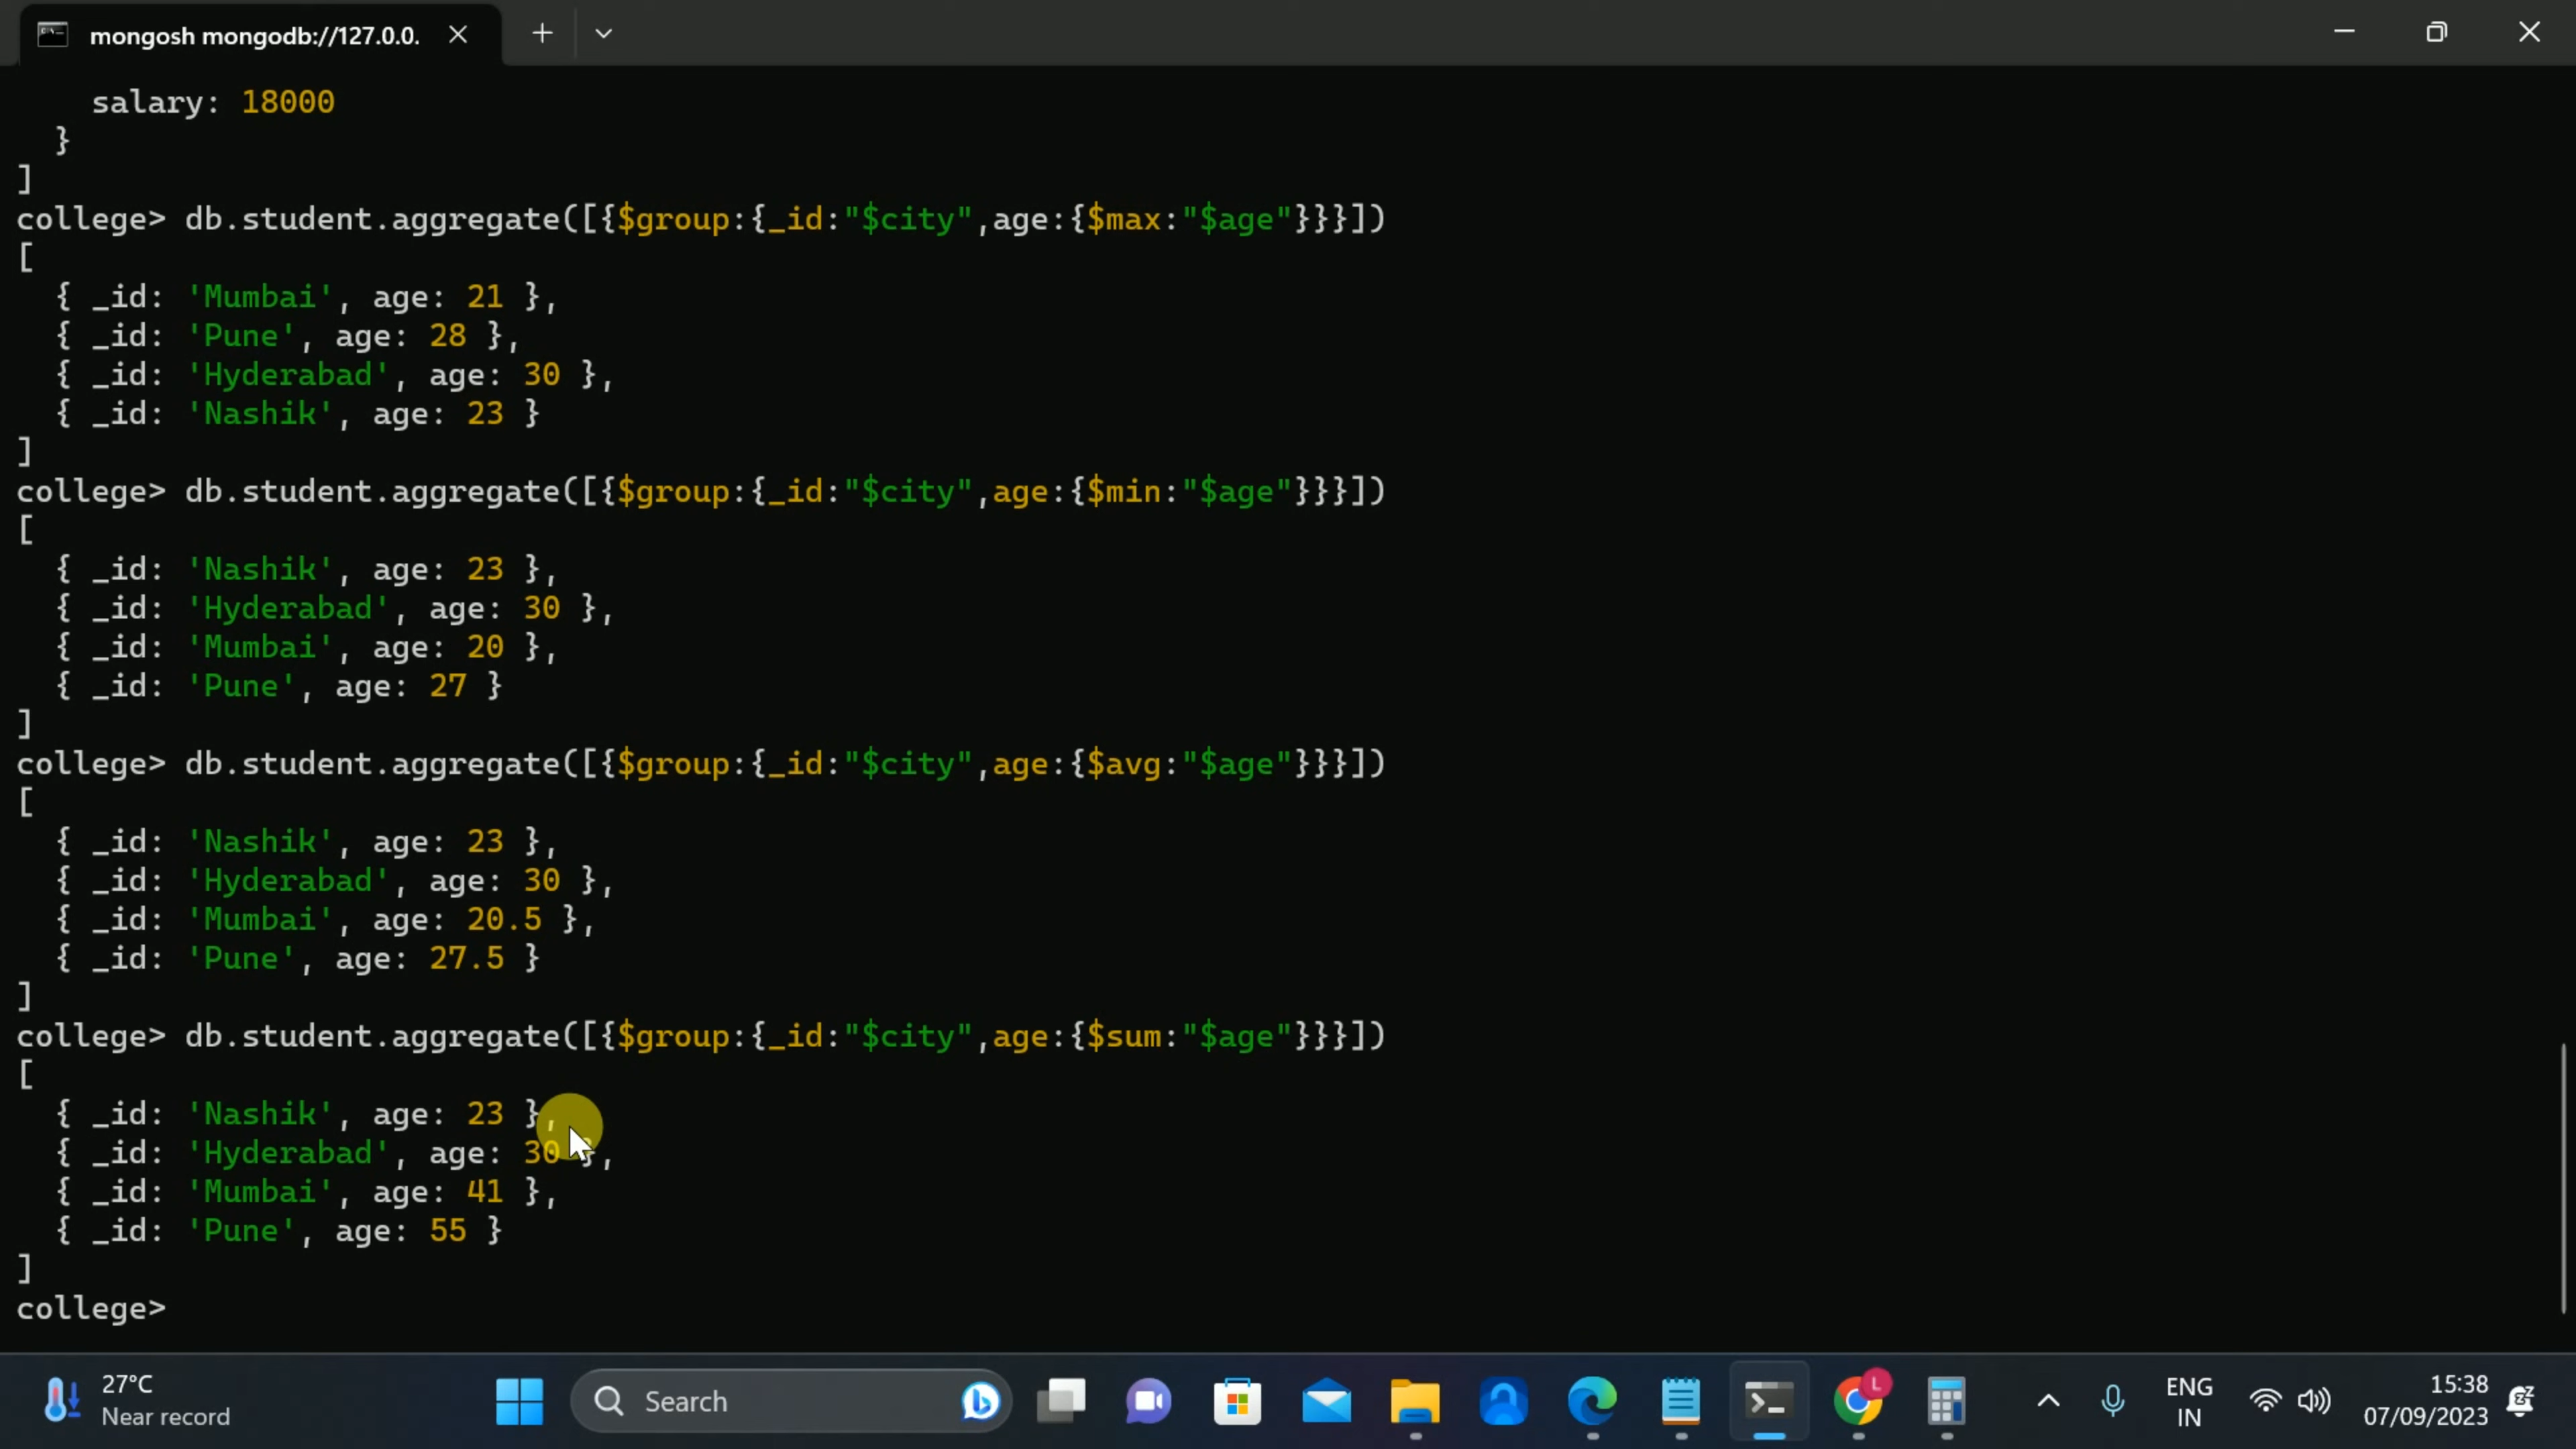 mongosh mongodb://127.0.0.
salary: 18000
}
]
college> db.student.aggregate([{$group:{_id:"$city",age:{$max:"$age"}}}])
[
{ _id: 'Mumbai', age: 21 },
{ _id: 'Pune', age: 28 },
{ _id: 'Hyderabad', age: 30 },
{ _id: 'Nashik', age: 23 }
]
college> db.student.aggregate([{$group:{_id:"$city",age:{$min:"$age"}}}])
[
{ _id: 'Nashik', age: 23 },
{ _id: 'Hyderabad', age: 30 },
{ _id: 'Mumbai', age: 20 },
{ _id: 'Pune', age: 27 }
]
college> db.student.aggregate([{$group:{_id:"$city",age:{$avg:"$age"}}}])
[
{ _id: 'Nashik', age: 23 },
{ _id: 'Hyderabad', age: 30 },
{ _id: 'Mumbai', age: 20.5 },
{ _id: 'Pune', age: 27.5 }
]
college> db.student.aggregate([{$group:{_id:"$city",age:{$sum:"$age"}}}])
[
{ _id: 'Nashik', age: 23 },
{ _id: 'Hyderabad', age: 30 },
{ _id: 'Mumbai', age: 41 },
{ _id: 'Pune', age: 55 }
]
college>
27°C
Near record
Search
L
ENG
IN
15:38
07/09/2023